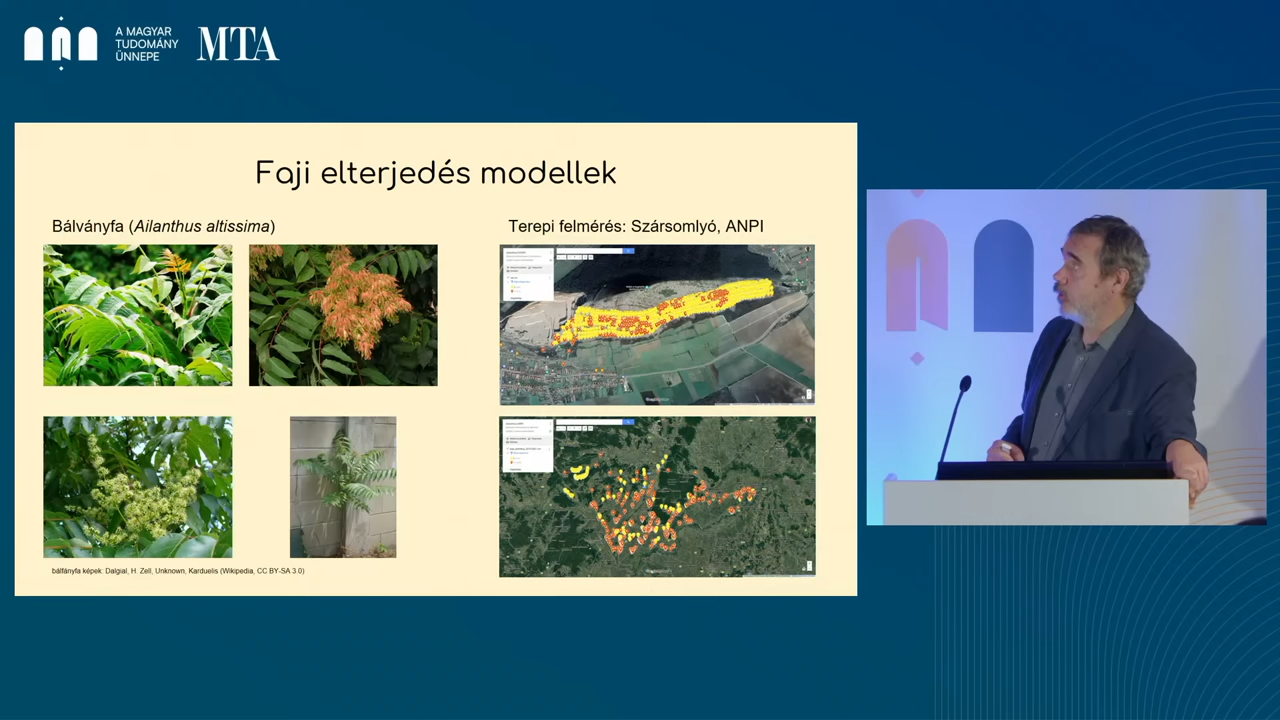 A MAGYAR
TUDOMÁNY
ÜNNEPE
MTA
Faji elterjedés modellek
Bálványfa (Ailanthus altissima)
Terepi felmérés: Szársomlyó, ANPI
bálfányfa képek: Dalgial, H. Zell, Unknown, Karduelis (Wikipedia, CC BY-SA 3.0)